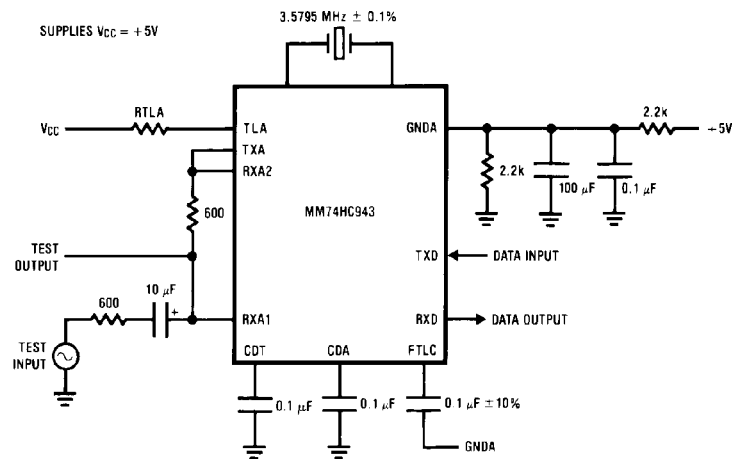 SUPPLIES VCC = +5V
3.5795 MHz ± 0.1%
VCC
RTLA
TLA
TXA
RXA2
600
TEST
OUTPUT
10 µF
+
600
RXA1
TEST
INPUT
MM74HC943
GNDA
2.2k
+5V
2.2k
100 µF
0.1 µF
TXD
DATA INPUT
RXD
DATA OUTPUT
CDT
CDA
FTLC
0.1 µF
0.1 µF
0.1 µF ±10%
GNDA